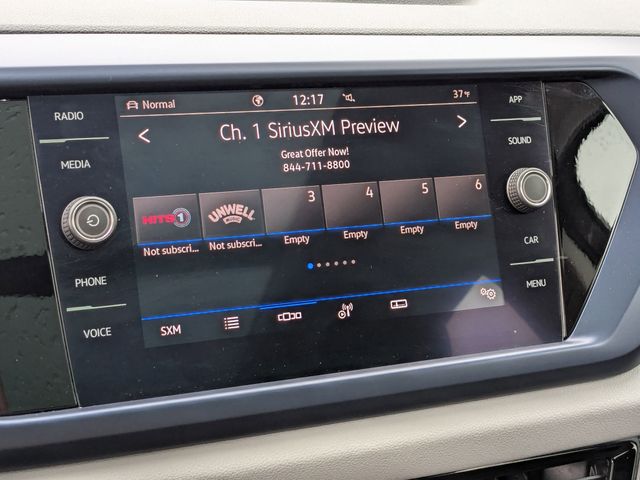 RADIO
MEDIA
PHONE
VOICE
Normal
12:17
37°F
Ch. 1 SiriusXM Preview
Great Offer Now!
844-711-8800
HITS 1
UNWELL
MUSIC
3
4
5
6
Not subscri...
Not subscri...
Empty
Empty
Empty
Empty
SXM
APP
SOUND
CAR
MENU